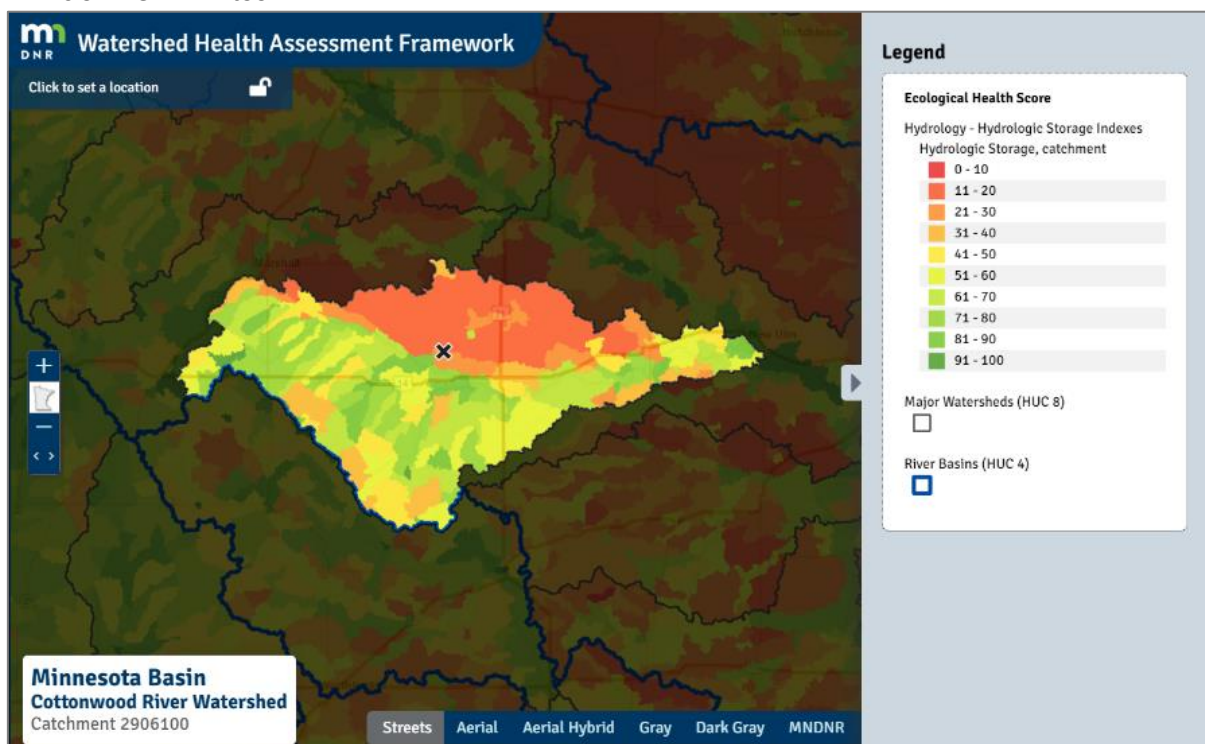 mn
DNR
Watershed Health Assessment Framework
Click to set a location
Minnesota Basin
Cottonwood River Watershed
Catchment 2906100
Streets Aerial Aerial Hybrid Gray Dark Gray MNDNR
Legend
Ecological Health Score
Hydrology - Hydrologic Storage Indexes
Hydrologic Storage, catchment
0 - 10
11 - 20
21 - 30
31 - 40
41 - 50
51 - 60
61 - 70
71 - 80
81 - 90
91 - 100
Major Watersheds (HUC 8)
River Basins (HUC 4)